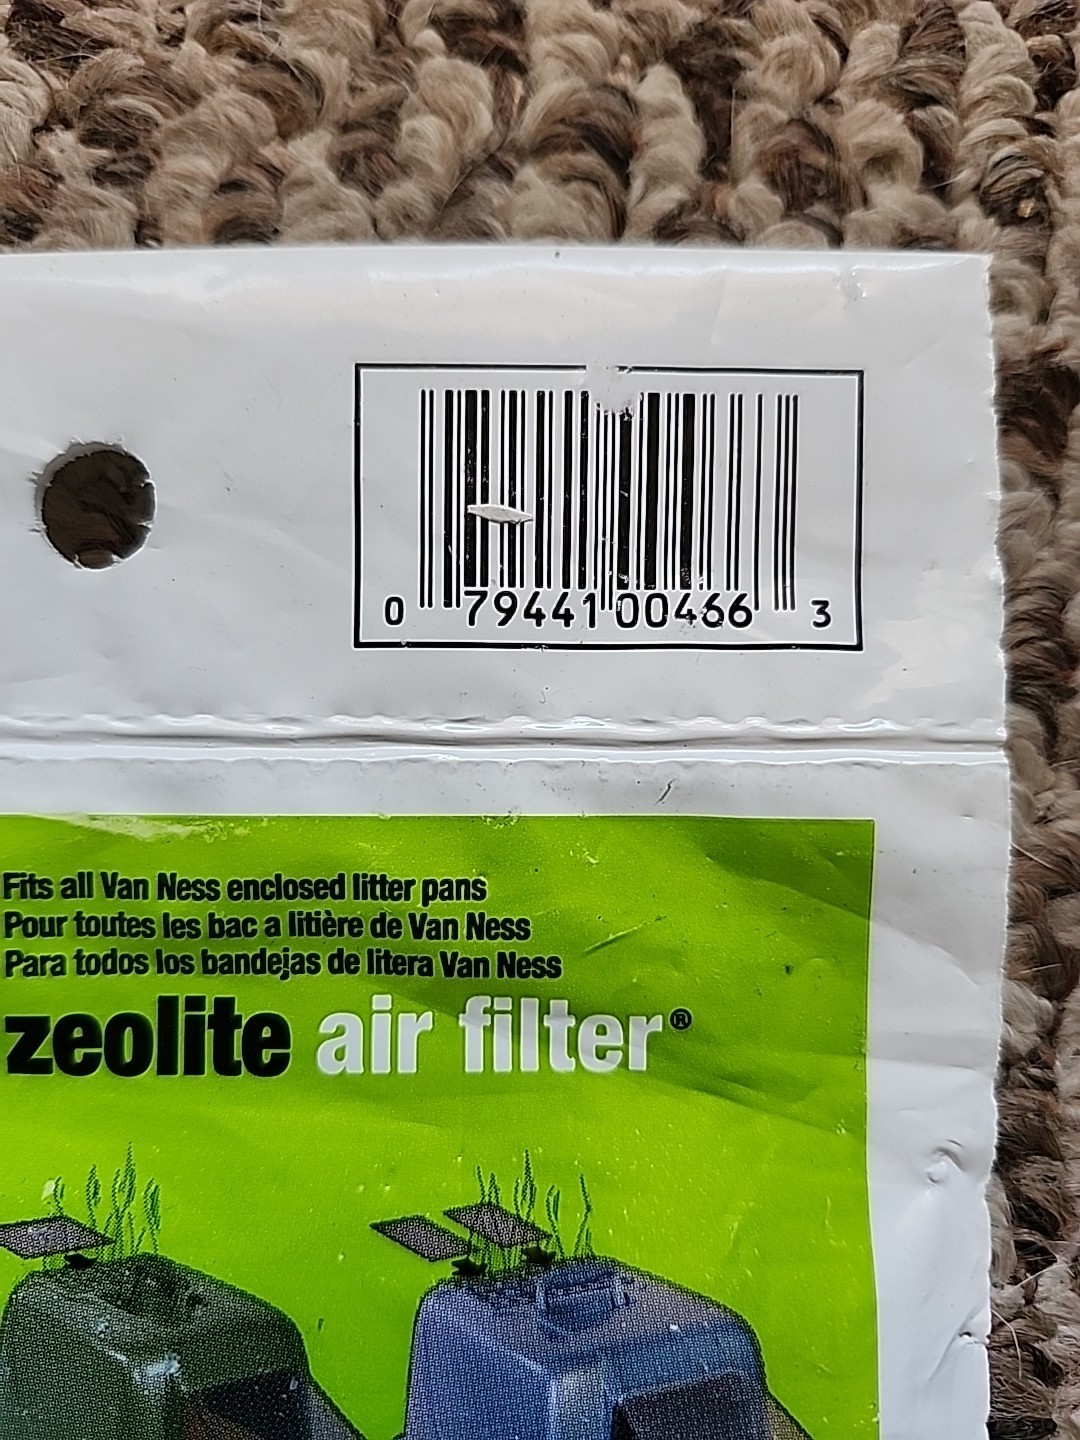 0 79441 00466 3
Fits all Van Ness enclosed litter pans
Pour toutes les bac a litière de Van Ness
Para todos los bandejas de litera Van Ness
zeolite air filter®